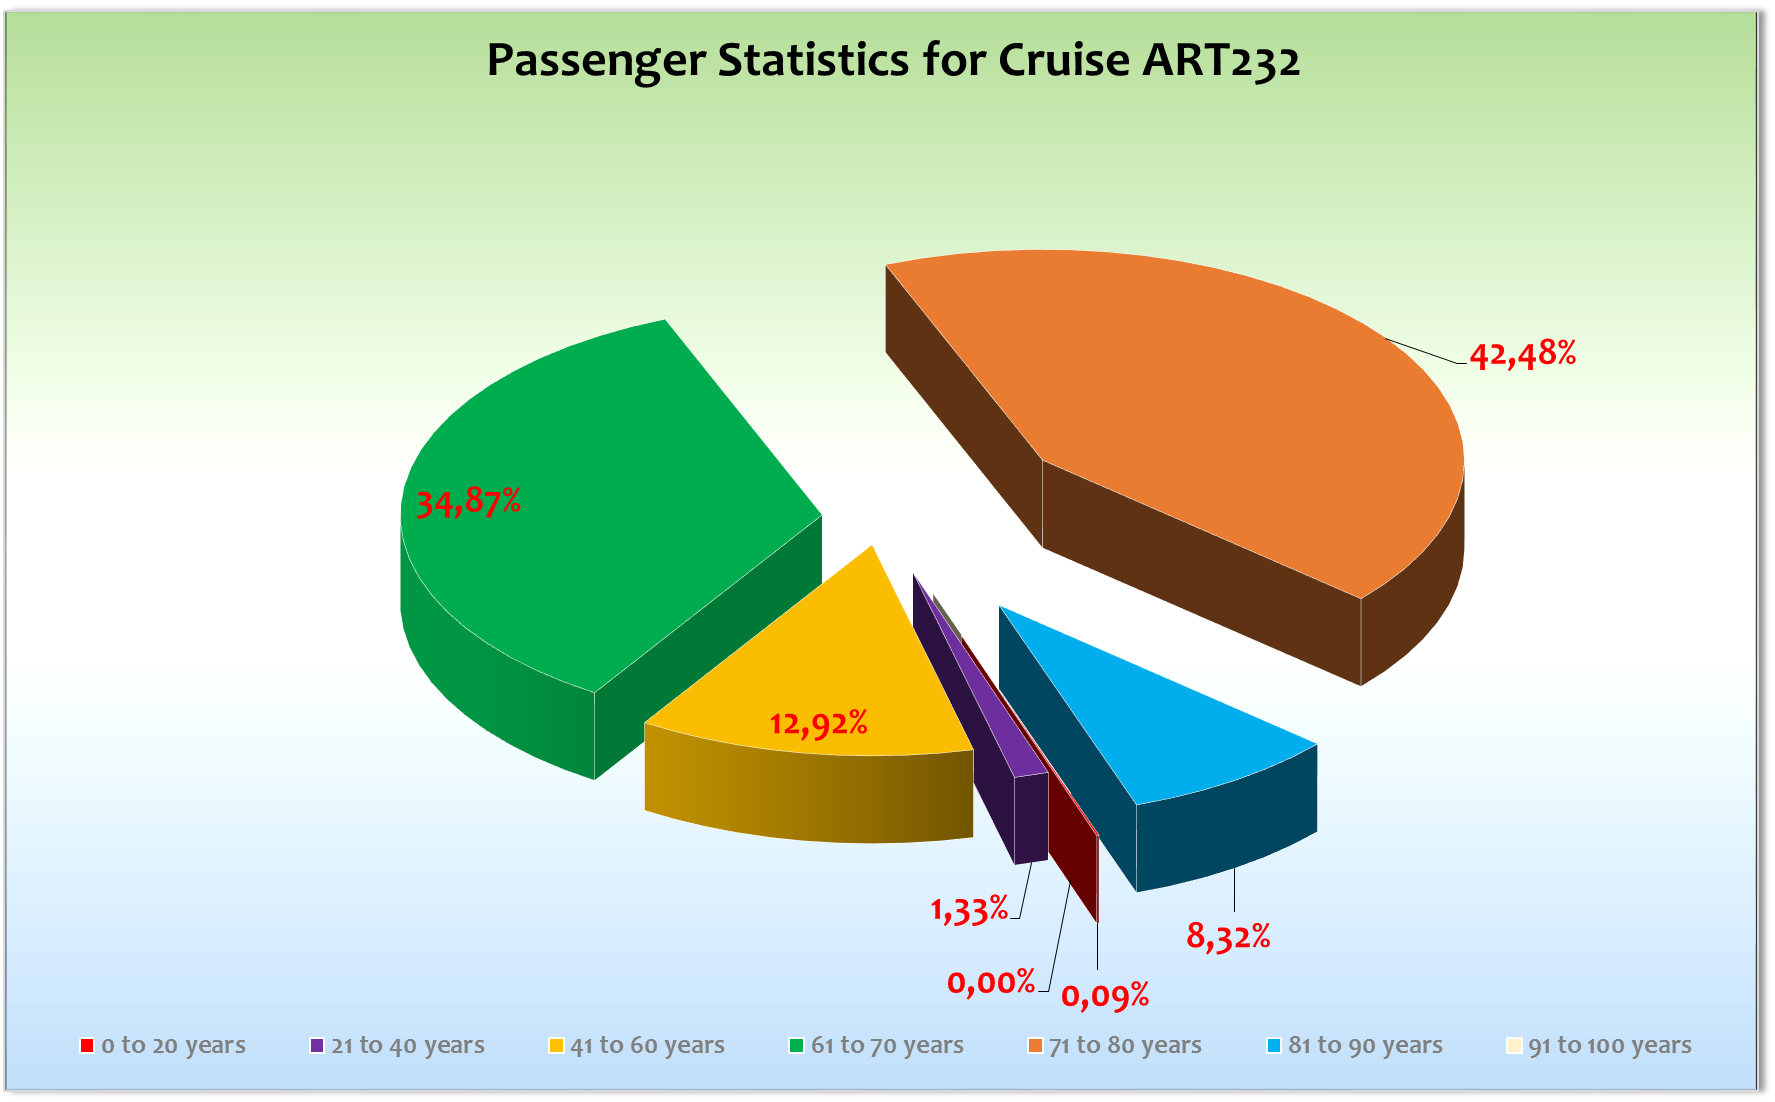 Passenger Statistics for Cruise ART232
42,48%
34,87%
12,92%
1,33%
8,32%
0,00%
0,09%
0 to 20 years
21 to 40 years
41 to 60 years
61 to 70 years
71 to 80 years
81 to 90 years
91 to 100 years